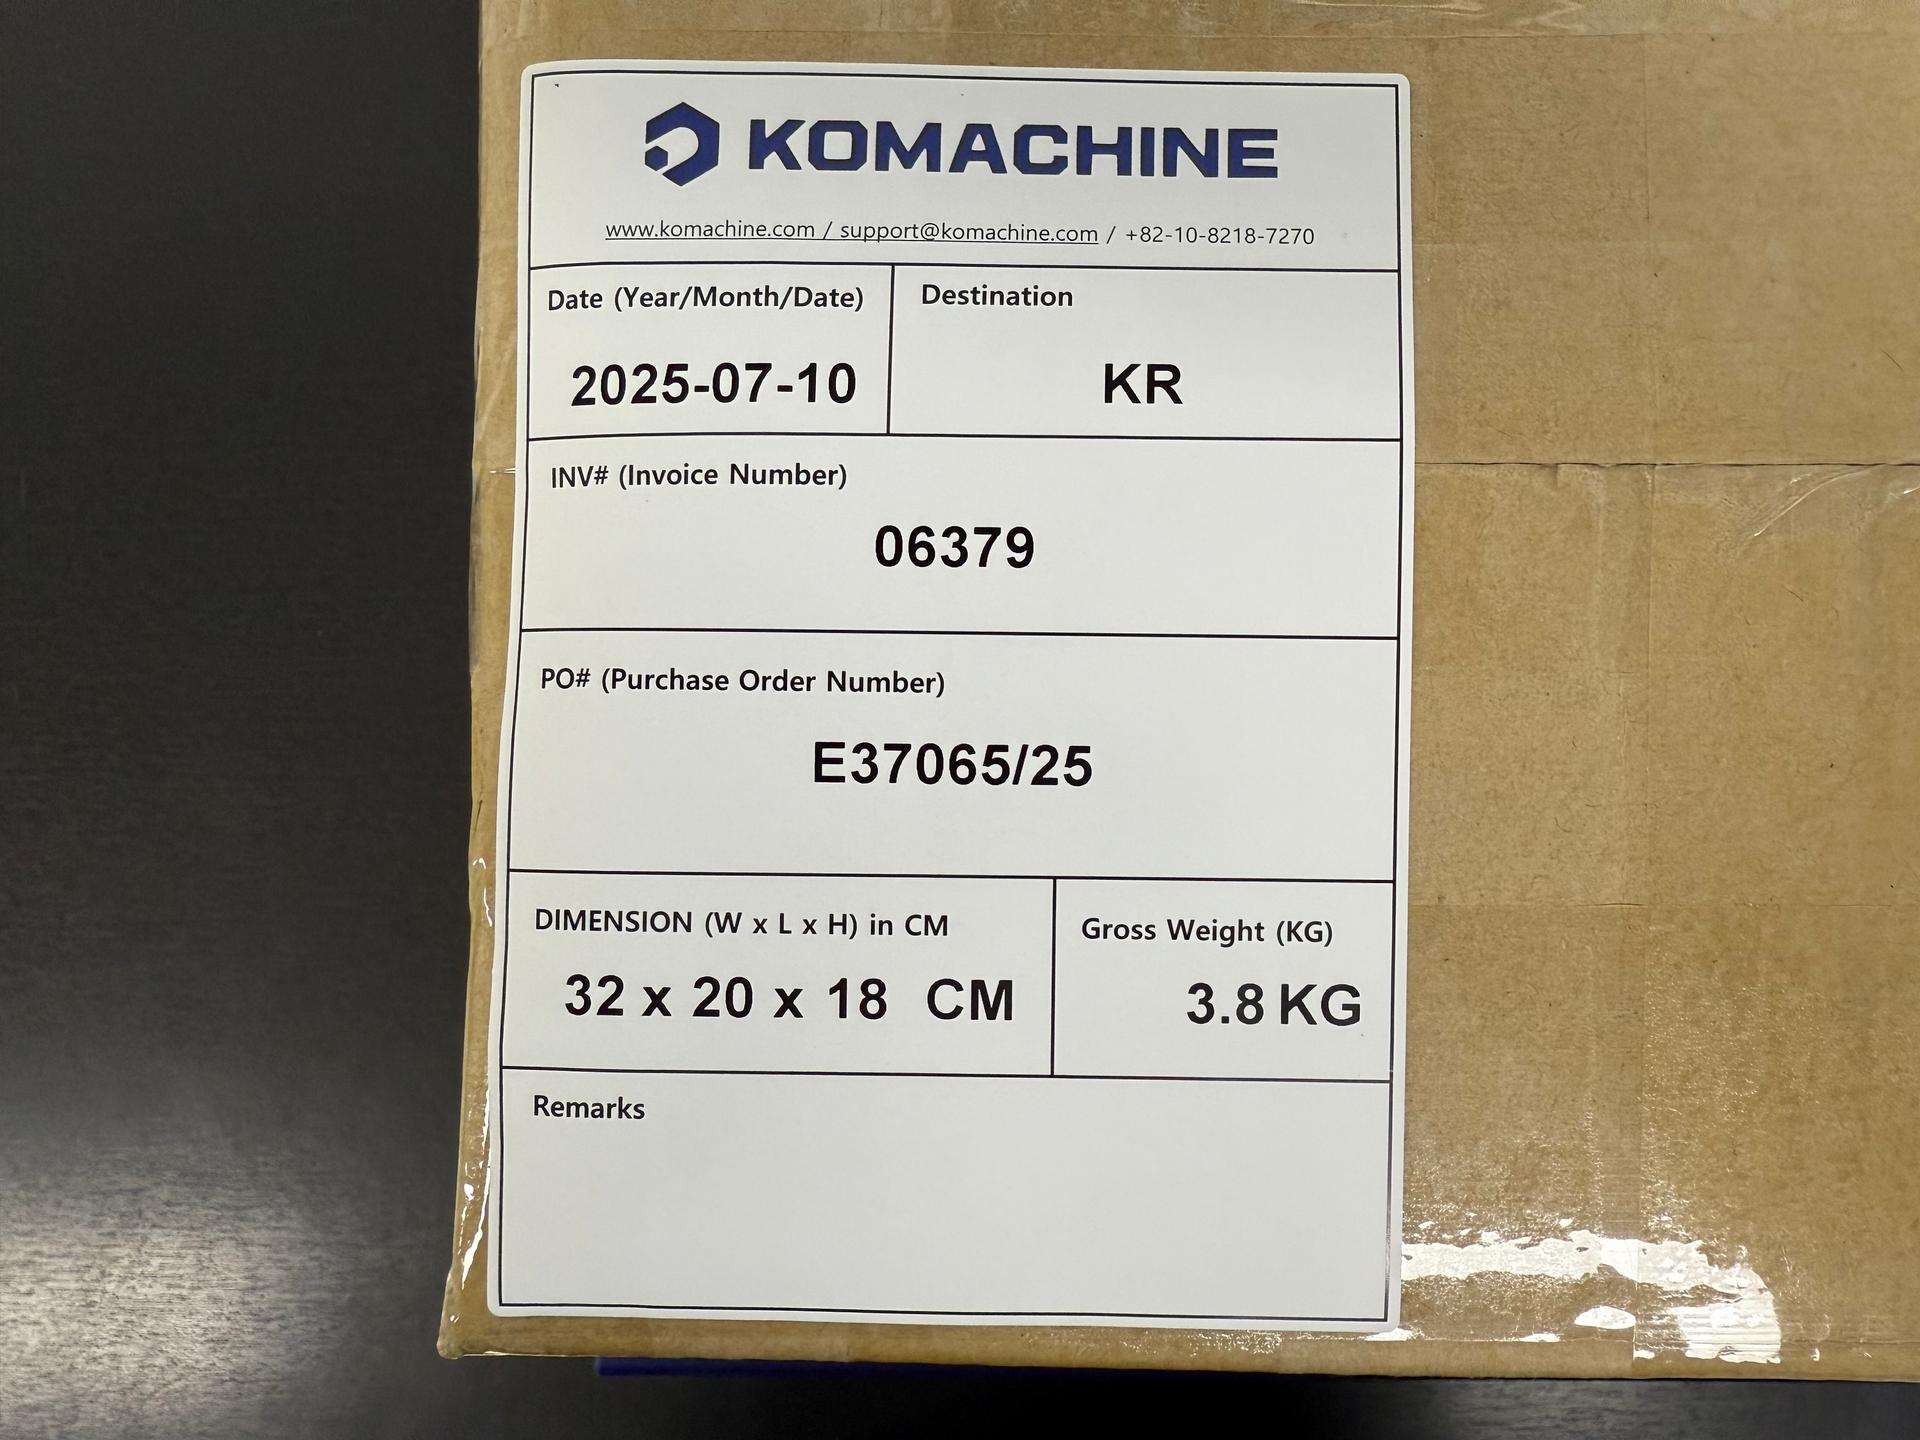 KOMACHINE
www.komachine.com / support@komachine.com / +82-10-8218-7270
Date (Year/Month/Date)
2025-07-10
Destination
KR
INV# (Invoice Number)
06379
PO# (Purchase Order Number)
E37065/25
DIMENSION (W x L x H) in CM
32 x 20 x 18 CM
Gross Weight (KG)
3.8 KG
Remarks